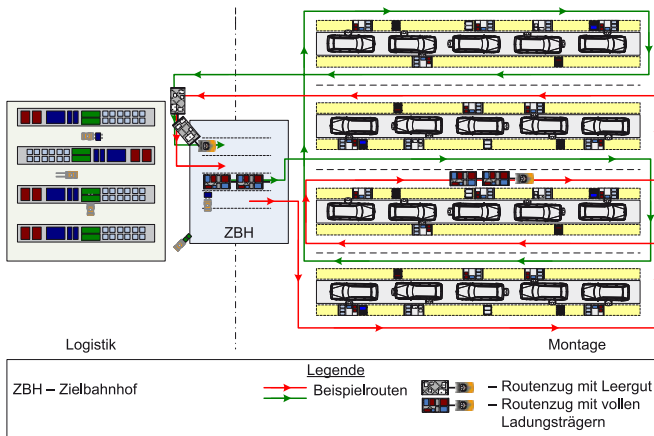 ZBH
Logistik
Montage
Legende
ZBH – Zielbahnhof
Beispielrouten
– Routenzug mit Leergut
– Routenzug mit vollen
Ladungsträgern